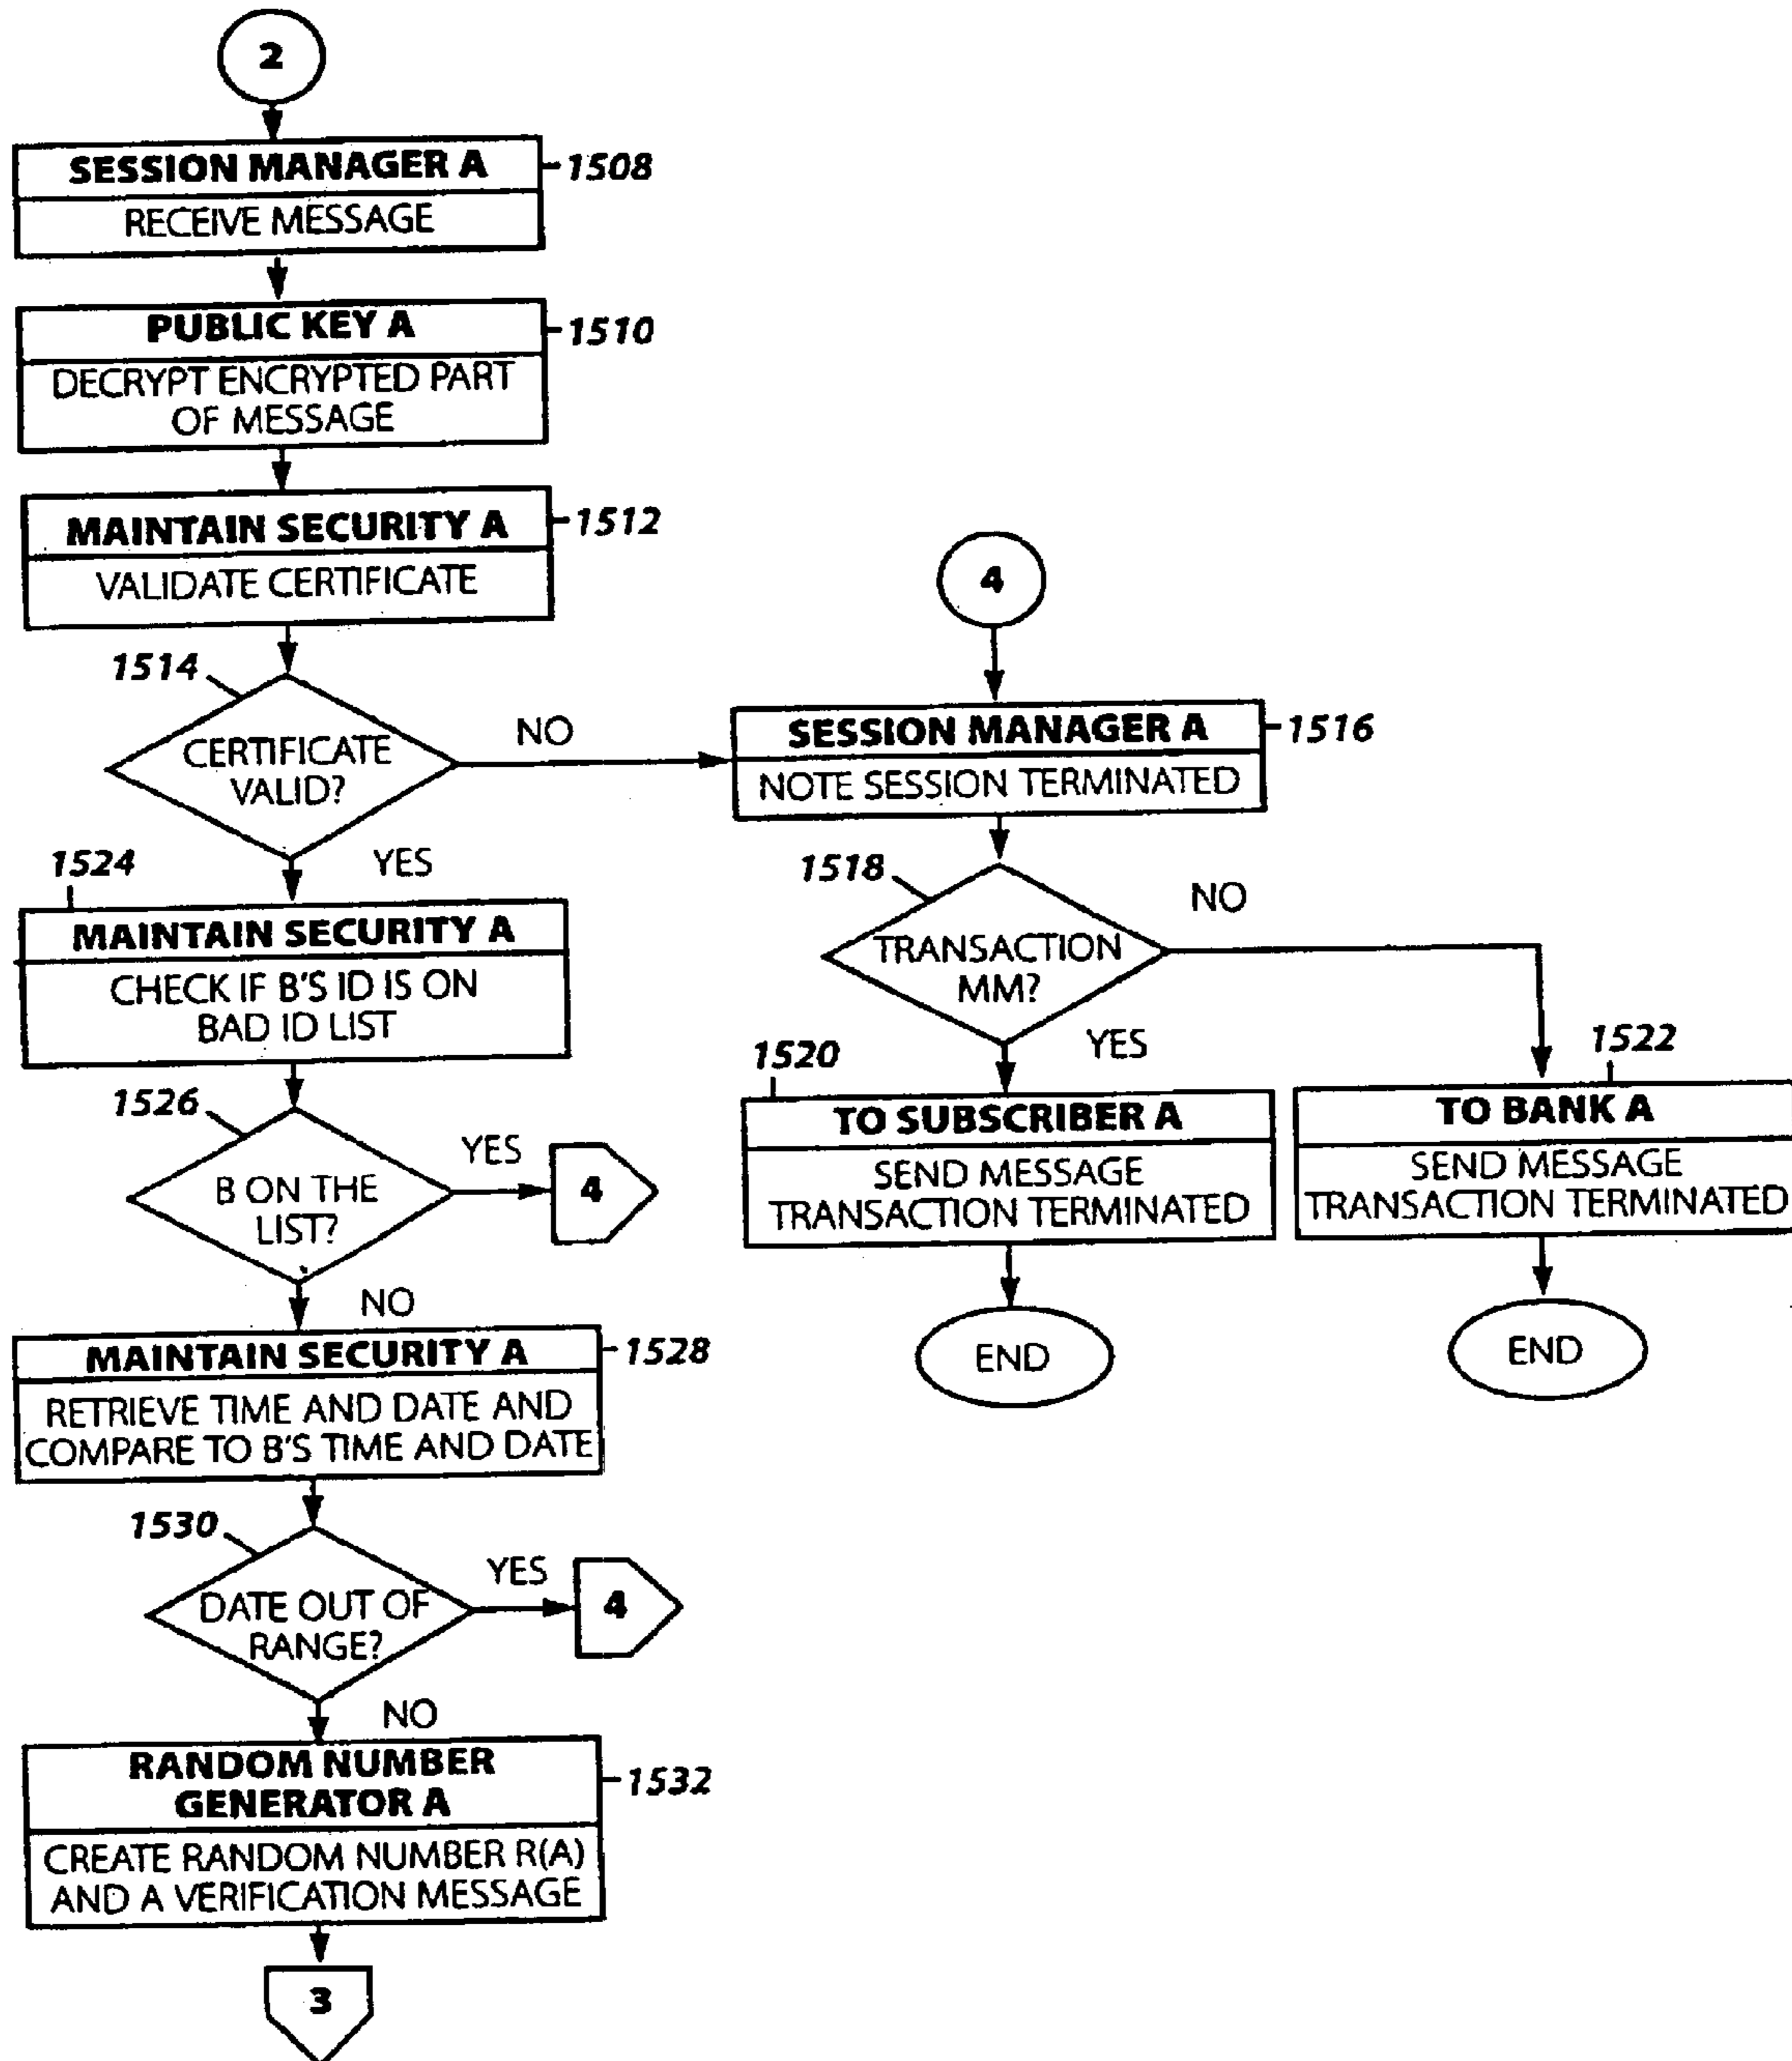 2
SESSION MANAGER A
1508
RECEIVE MESSAGE
PUBLIC KEY A
1510
DECRYPT ENCRYPTED PART
OF MESSAGE
MAINTAIN SECURITY A
1512
VALIDATE CERTIFICATE
1514
CERTIFICATE
VALID?
NO
YES
4
SESSION MANAGER A
1516
NOTE SESSION TERMINATED
1518
TRANSACTION
MM?
NO
YES
1520
TO SUBSCRIBER A
SEND MESSAGE
TRANSACTION TERMINATED
END
1522
TO BANK A
SEND MESSAGE
TRANSACTION TERMINATED
END
1524
MAINTAIN SECURITY A
CHECK IF B'S ID IS ON
BAD ID LIST
1526
B ON THE
LIST?
YES
4
NO
MAINTAIN SECURITY A
1528
RETRIEVE TIME AND DATE AND
COMPARE TO B'S TIME AND DATE
1530
DATE OUT OF
RANGE?
YES
4
NO
RANDOM NUMBER
GENERATOR A
1532
CREATE RANDOM NUMBER R(A)
AND A VERIFICATION MESSAGE
3